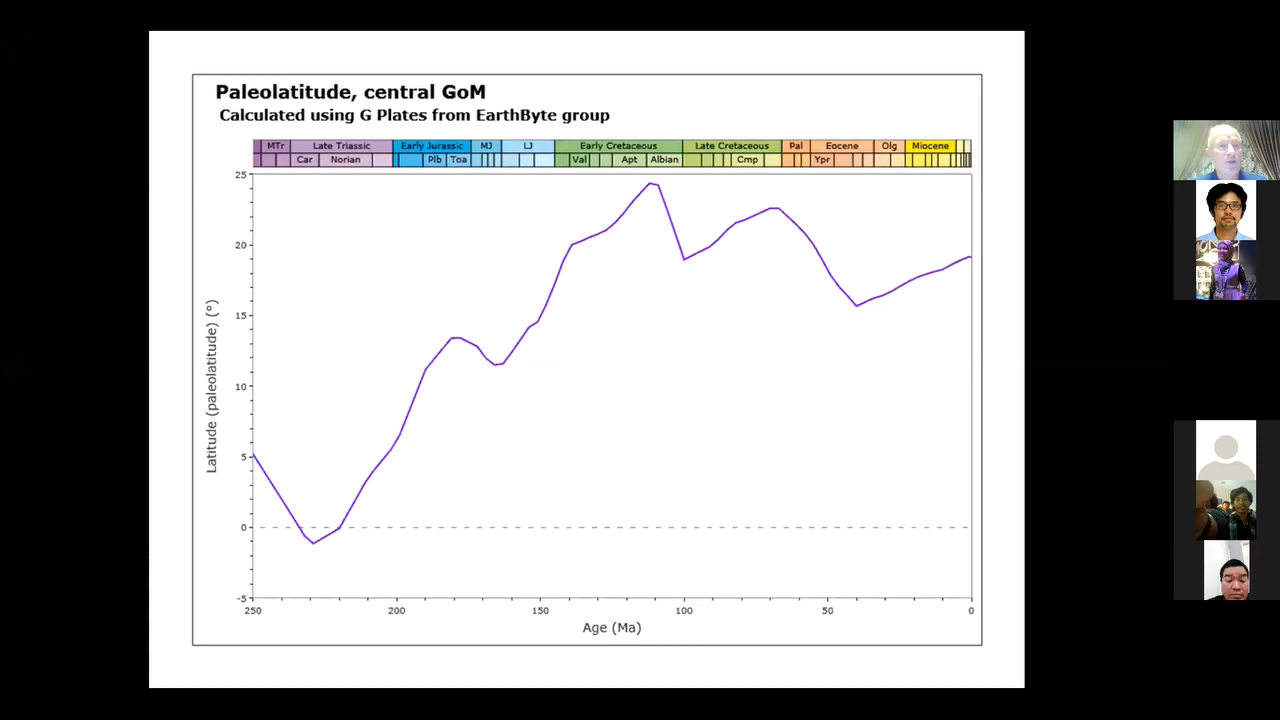 Paleolatitude, central GoM
Calculated using G Plates from EarthByte group
MTr Late Triassic Early Jurassic MJ LJ Early Cretaceous Late Cretaceous Pal Eocene Olg Miocene
Car Norian Plb Toa Val Apt Albian Cmp Ypr
25
20
15
10
5
0
-5
Latitude (paleolatitude) (°)
250 200 150 100 50 0
Age (Ma)